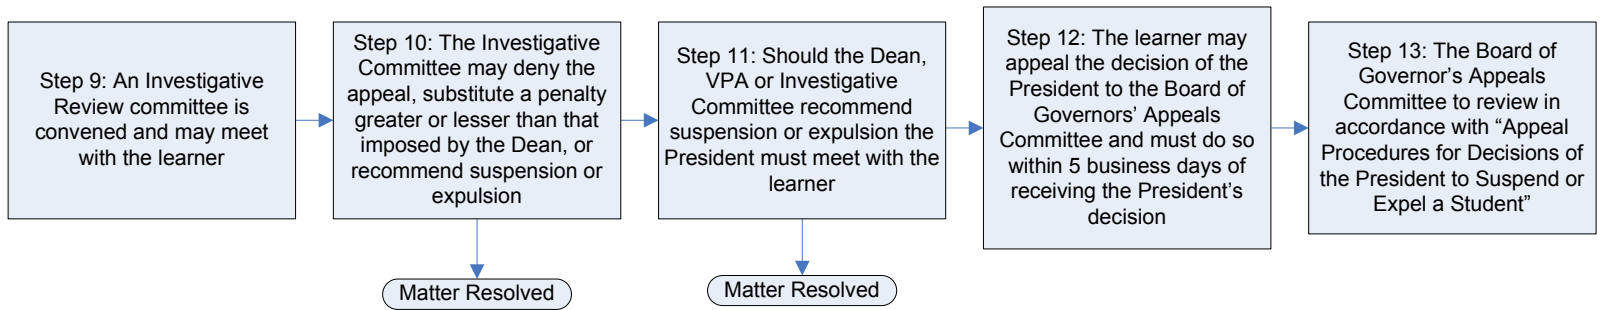 Step 9: An Investigative
Review committee is
convened and may meet
with the learner
Step 10: The Investigative
Committee may deny the
appeal, substitute a penalty
greater or lesser than that
imposed by the Dean, or
recommend suspension or
expulsion
Step 11: Should the Dean,
VPA or Investigative
Committee recommend
suspension or expulsion the
President must meet with the
learner
Step 12: The learner may
appeal the decision of the
President to the Board of
Governors’ Appeals
Committee and must do so
within 5 business days of
receiving the President’s
decision
Step 13: The Board of
Governor’s Appeals
Committee to review in
accordance with “Appeal
Procedures for Decisions of
the President to Suspend or
Expel a Student”
Matter Resolved
Matter Resolved